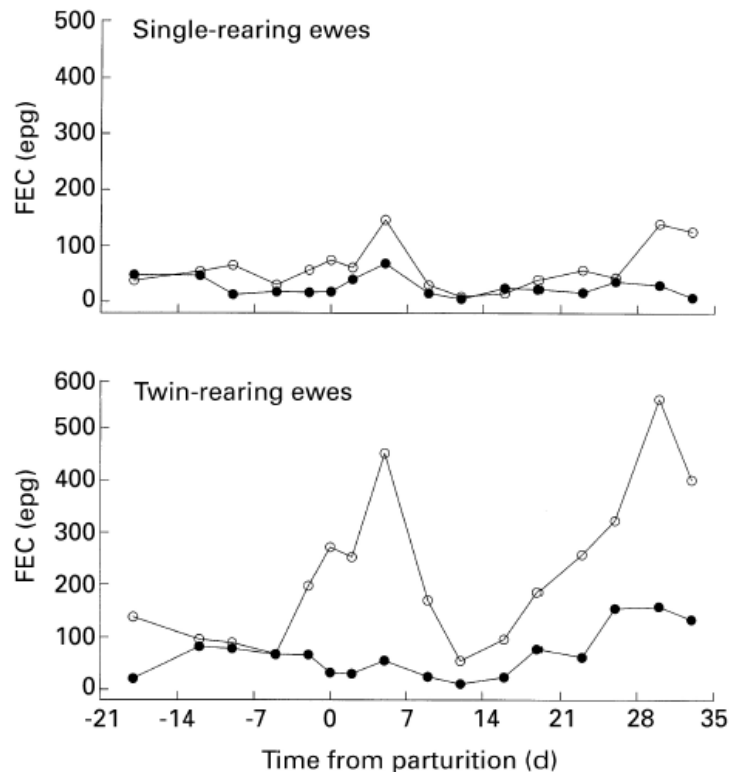 Single-rearing ewes
500
400
300
200
100
0
FEC (epg)
Twin-rearing ewes
600
500
400
300
200
100
0
FEC (epg)
-21 -14 -7 0 7 14 21 28 35
Time from parturition (d)